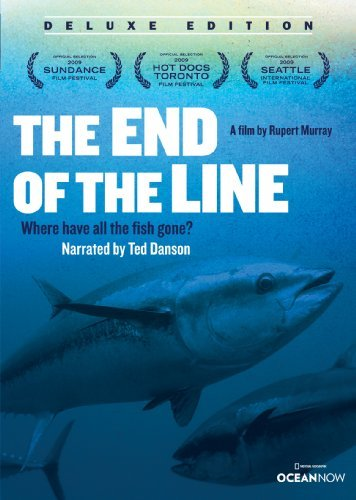 DELUXE EDITION
OFFICIAL SELECTION
2009
SUNDANCE
FILM FESTIVAL
OFFICIAL SELECTION
2009
HOT DOCS
TORONTO
FILM FESTIVAL
OFFICIAL SELECTION
2009
SEATTLE
INTERNATIONAL
FILM FESTIVAL
THE END
OF THE LINE
A film by Rupert Murray
Where have all the fish gone?
Narrated by Ted Danson
NATIONAL GEOGRAPHIC
OCEANNOW